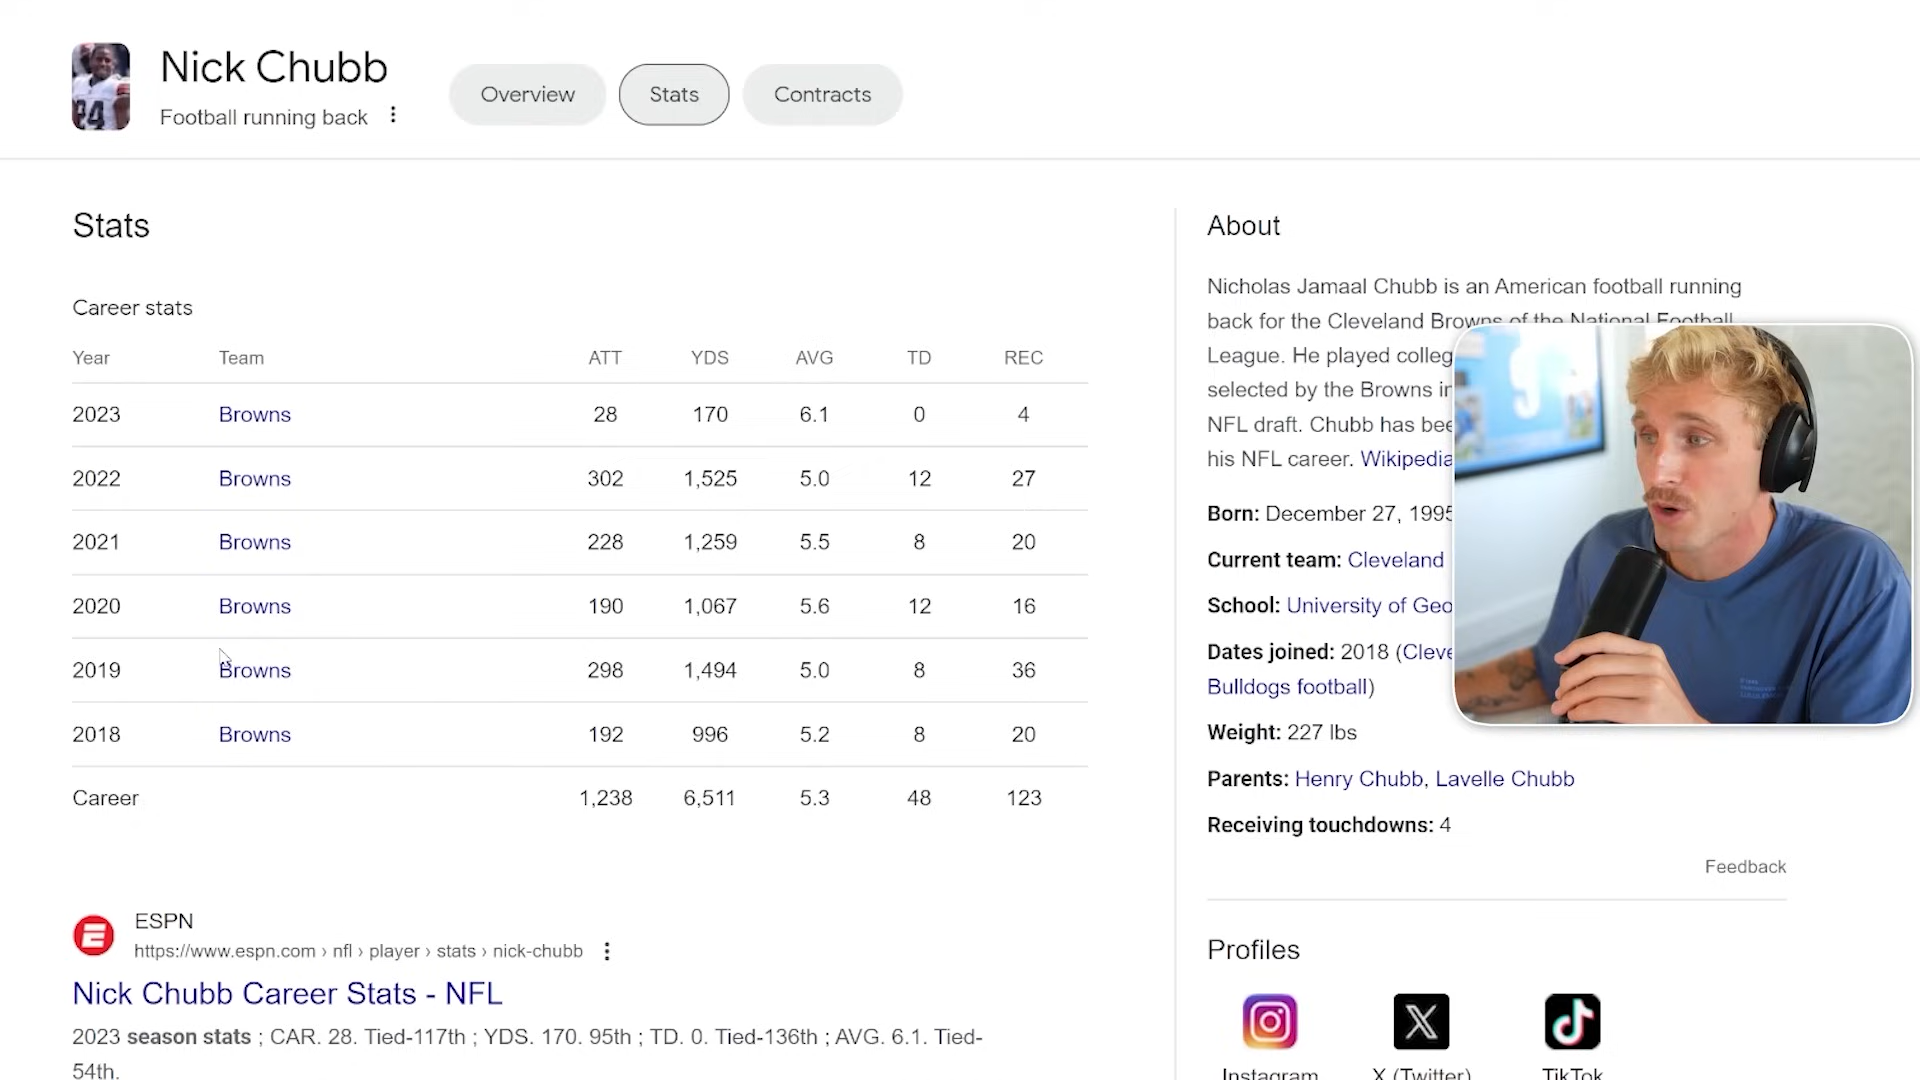 Nick Chubb
Football running back
Overview
Stats
Contracts
Stats
Career stats
Year Team ATT YDS AVG TD REC
2023 Browns 28 170 6.1 0 4
2022 Browns 302 1,525 5.0 12 27
2021 Browns 228 1,259 5.5 8 20
2020 Browns 190 1,067 5.6 12 16
2019 Browns 298 1,494 5.0 8 36
2018 Browns 192 996 5.2 8 20
Career 1,238 6,511 5.3 48 123
ESPN
https://www.espn.com › nfl › player › stats › nick-chubb
Nick Chubb Career Stats - NFL
2023 season stats ; CAR. 28. Tied-117th ; YDS. 170. 95th ; TD. 0. Tied-136th ; AVG. 6.1. Tied-
54th.
About
Nicholas Jamaal Chubb is an American football running
back for the Cleveland Browns of the National Football
League. He played colleg
selected by the Browns in
NFL draft. Chubb has bee
his NFL career. Wikipedia
Born: December 27, 1995
Current team: Cleveland
School: University of Geo
Dates joined: 2018 (Cleve
Bulldogs football)
Weight: 227 lbs
Parents: Henry Chubb, Lavelle Chubb
Receiving touchdowns: 4
Feedback
Profiles
Instagram
X (Twitter)
TikTok